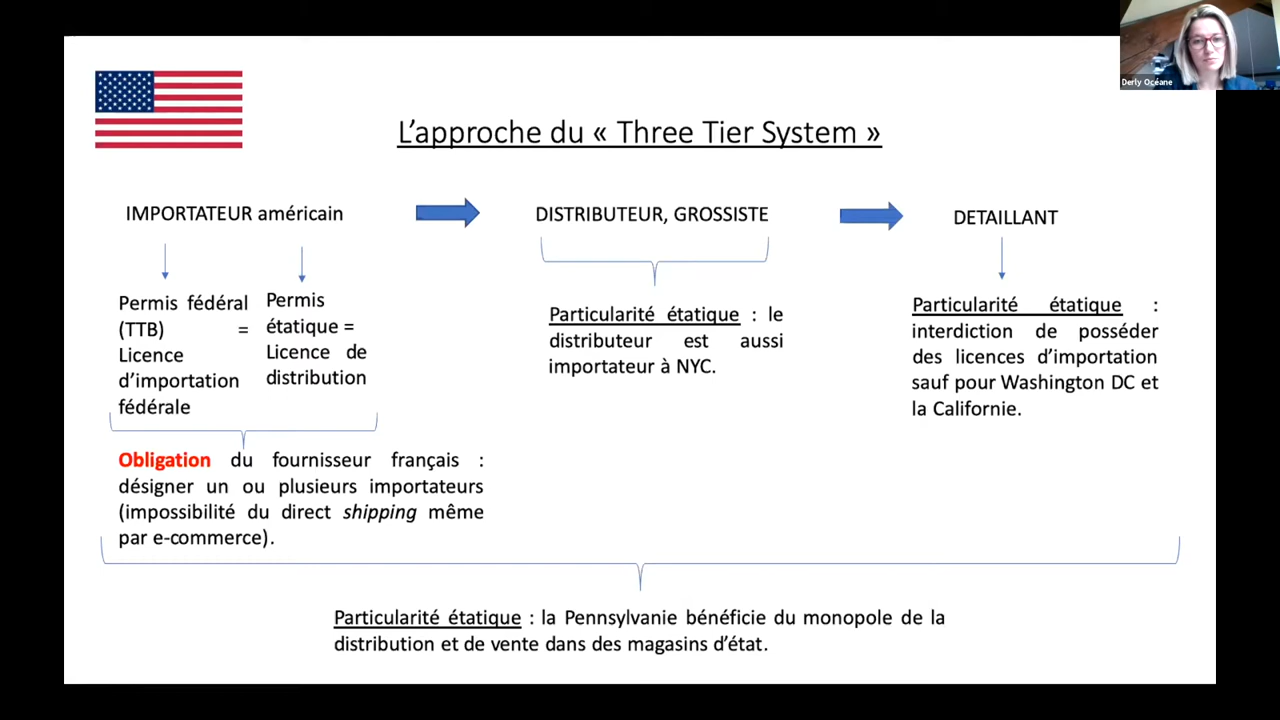 Derly Océane
L’approche du « Three Tier System »
IMPORTATEUR américain
DISTRIBUTEUR, GROSSISTE
DETAILLANT
Permis fédéral
(TTB) =
Licence
d’importation
fédérale
Permis
étatique =
Licence de
distribution
Particularité étatique : le
distributeur est aussi
importateur à NYC.
Particularité étatique :
interdiction de posséder
des licences d’importation
sauf pour Washington DC et
la Californie.
Obligation du fournisseur français :
désigner un ou plusieurs importateurs
(impossibilité du direct shipping même
par e-commerce).
Particularité étatique : la Pennsylvanie bénéficie du monopole de la
distribution et de vente dans des magasins d’état.